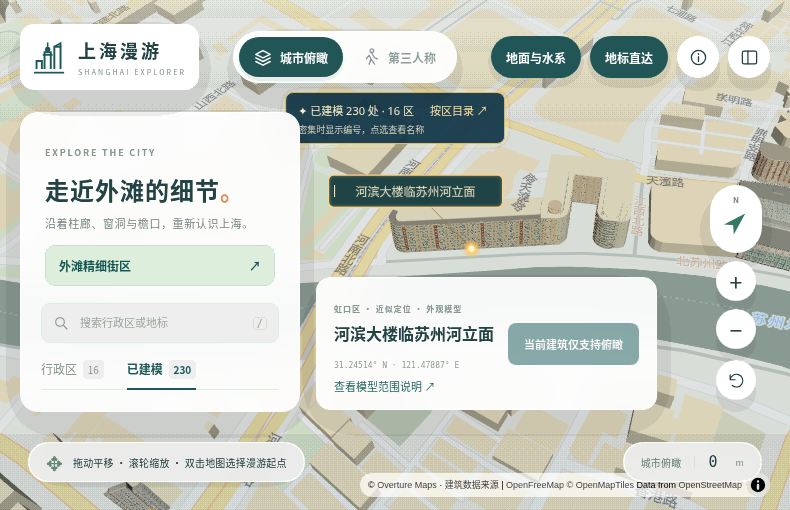 上海漫游
SHANGHAI EXPLORER
城市俯瞰
第三人称
地面与水系
地标直达
✦ 已建模 230 处 · 16 区 按区目录 ↗
密集时显示编号，点选查看名称
EXPLORE THE CITY
走近外滩的细节。
沿着柱廊、窗洞与檐口，重新认识上海。
外滩精细街区 ↗
搜索行政区或地标 /
行政区 16
已建模 230
河滨大楼临苏州河立面
虹口区 · 近似定位 · 外观模型
河滨大楼临苏州河立面
31.24514° N · 121.47887° E
查看模型范围说明 ↗
当前建筑仅支持俯瞰
N
+
−
山西北路
天潼路
北苏州路
苏州
拖动平移 · 滚轮缩放 · 双击地图选择漫游起点
城市俯瞰 0 m
© Overture Maps · 建筑数据来源 | OpenFreeMap © OpenMapTiles Data from OpenStreetMap